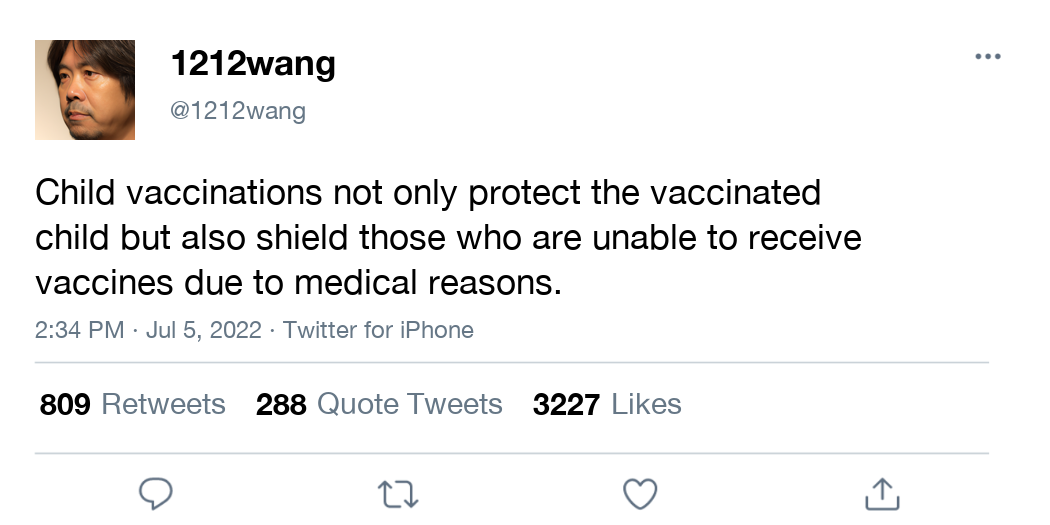 1212wang
@1212wang
Child vaccinations not only protect the vaccinated
child but also shield those who are unable to receive
vaccines due to medical reasons.
2:34 PM · Jul 5, 2022 · Twitter for iPhone
809 Retweets 288 Quote Tweets 3227 Likes